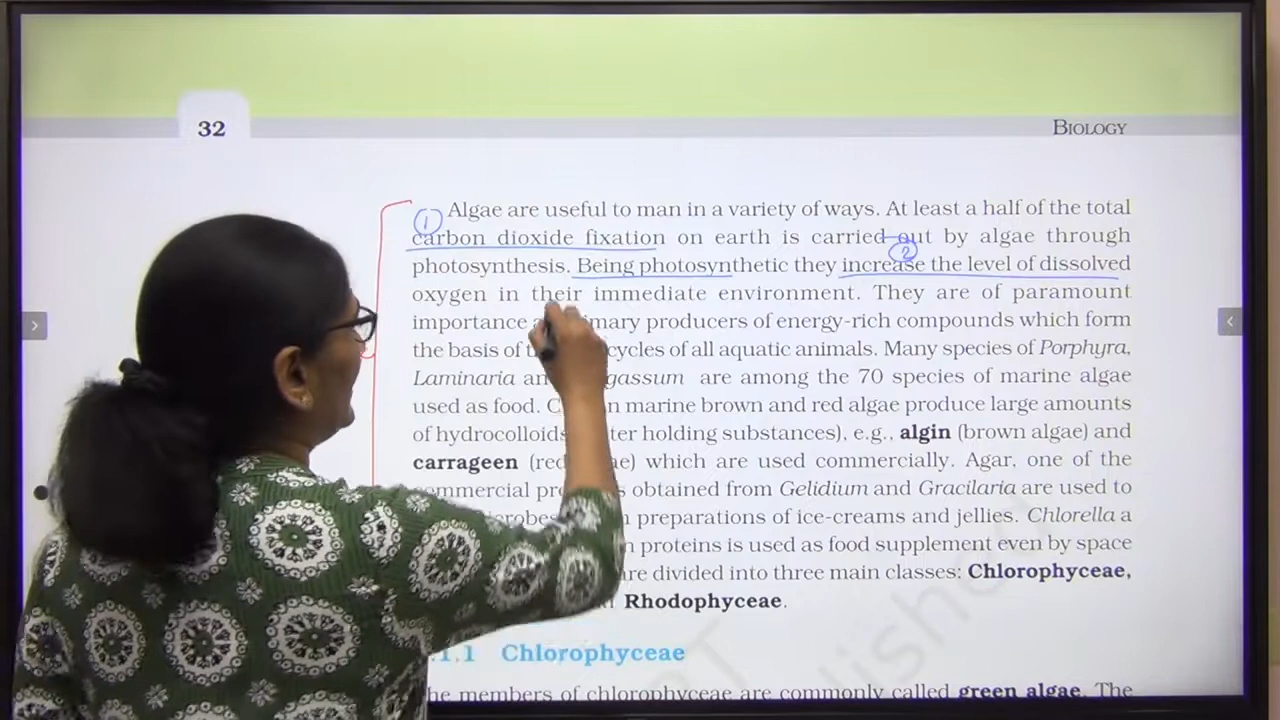 32
BIOLOGY
1
Algae are useful to man in a variety of ways. At least a half of the total
carbon dioxide fixation on earth is carried out by algae through
2
photosynthesis. Being photosynthetic they increase the level of dissolved
oxygen in their immediate environment. They are of paramount
importance producers of energy-rich compounds which form
the basis of cycles of all aquatic animals. Many species of Porphyra,
Laminaria are among the 70 species of marine algae
used as food. marine brown and red algae produce large amounts
of hydrocolloids holding substances), e.g., algin (brown algae) and
carrageen (red which are used commercially. Agar, one of the
obtained from Gelidium and Gracilaria are used to
preparations of ice-creams and jellies. Chlorella a
proteins is used as food supplement even by space
are divided into three main classes: Chlorophyceae,
Rhodophyceae.
.1.1 Chlorophyceae
members of chlorophyceae are commonly called green algae. The